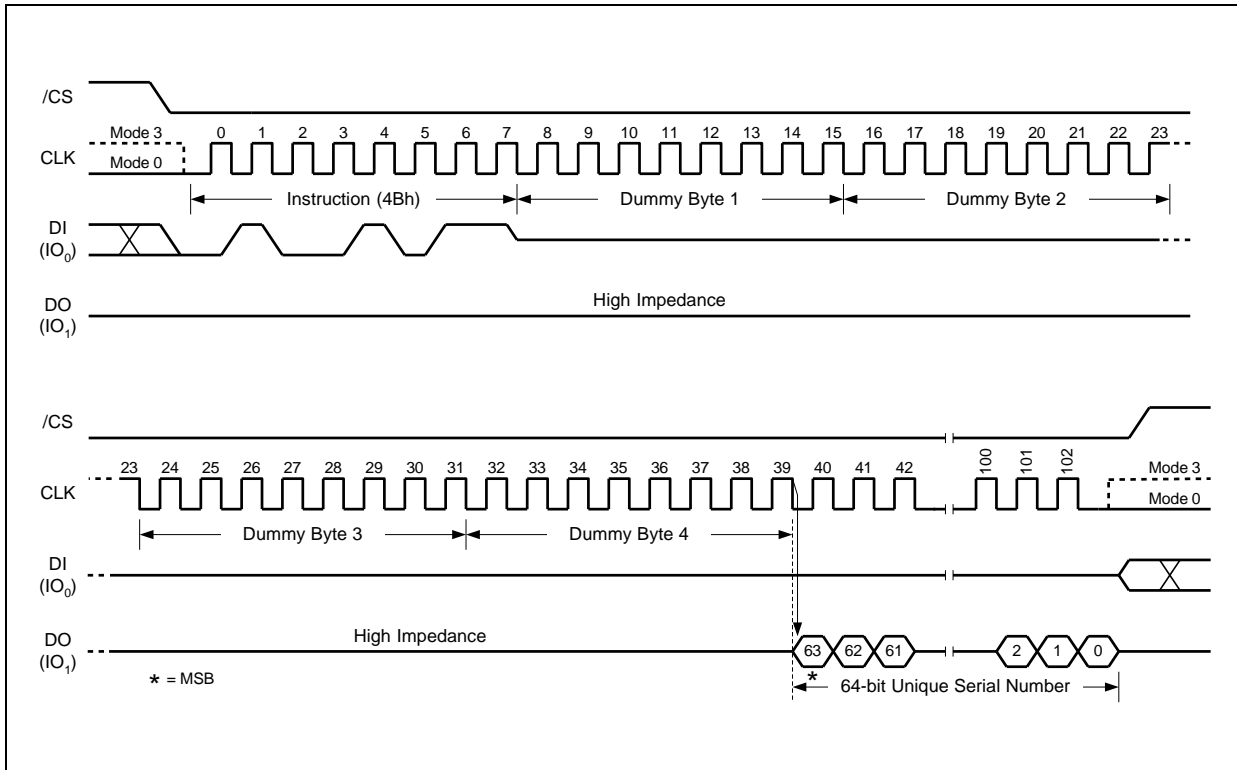 /CS
Mode 3
0 1 2 3 4 5 6 7 8 9 10 11 12 13 14 15 16 17 18 19 20 21 22 23
CLK
Mode 0
Instruction (4Bh)
Dummy Byte 1
Dummy Byte 2
DI
(IO0)
High Impedance
DO
(IO1)
/CS
23 24 25 26 27 28 29 30 31 32 33 34 35 36 37 38 39 40 41 42 100 101 102
Mode 3
CLK
Mode 0
Dummy Byte 3
Dummy Byte 4
DI
(IO0)
High Impedance
DO
(IO1)
63 62 61 2 1 0
* = MSB
*
64-bit Unique Serial Number